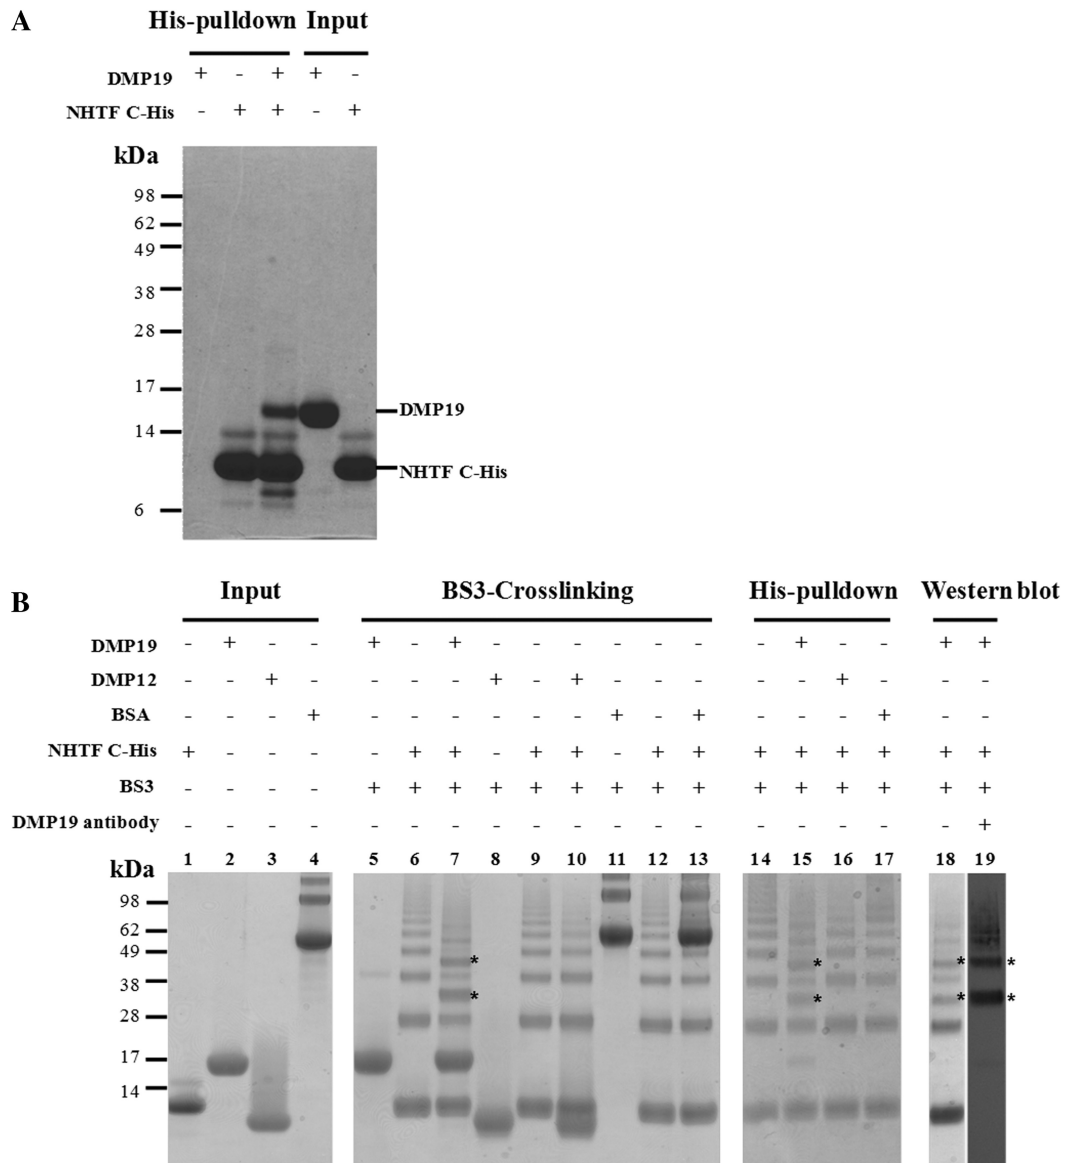 A
His-pulldown Input
DMP19 + - + + -
NHTF C-His - + + - +
kDa
98
62
49
38
28
17
14
6
DMP19
NHTF C-His
B
Input BS3-Crosslinking His-pulldown Western blot
DMP19 - + - - + - + - - - - - - - + - - + +
DMP12 - - + - - - - + - + - - - - - + - - -
BSA - - - + - - - - - - + - + - - - + - -
NHTF C-His + - - - - + + - + + - + + + + + + + +
BS3 - - - - + + + + + + + + + + + + + + +
DMP19 antibody - - - - - - - - - - - - - - - - - - +
kDa 1 2 3 4 5 6 7 8 9 10 11 12 13 14 15 16 17 18 19
98
62
49
38
28
17
14
* * * *
* * * *